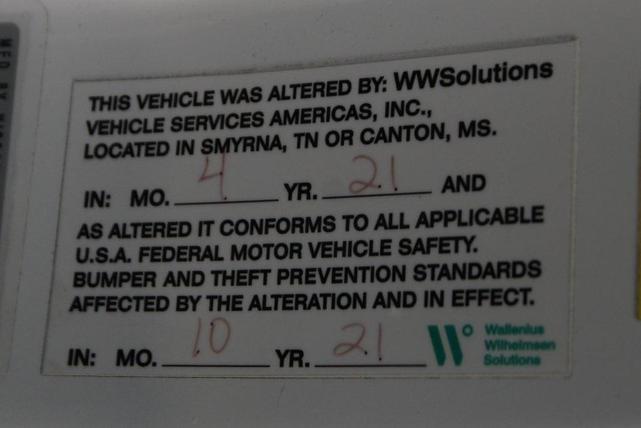 THIS VEHICLE WAS ALTERED BY: WWSolutions
VEHICLE SERVICES AMERICAS, INC.,
LOCATED IN SMYRNA, TN OR CANTON, MS.
IN: MO. 4 YR. 21 AND
AS ALTERED IT CONFORMS TO ALL APPLICABLE
U.S.A. FEDERAL MOTOR VEHICLE SAFETY.
BUMPER AND THEFT PREVENTION STANDARDS
AFFECTED BY THE ALTERATION AND IN EFFECT.
IN: MO. 10 YR. 21
Wallenius
Wilhelmsen
Solutions